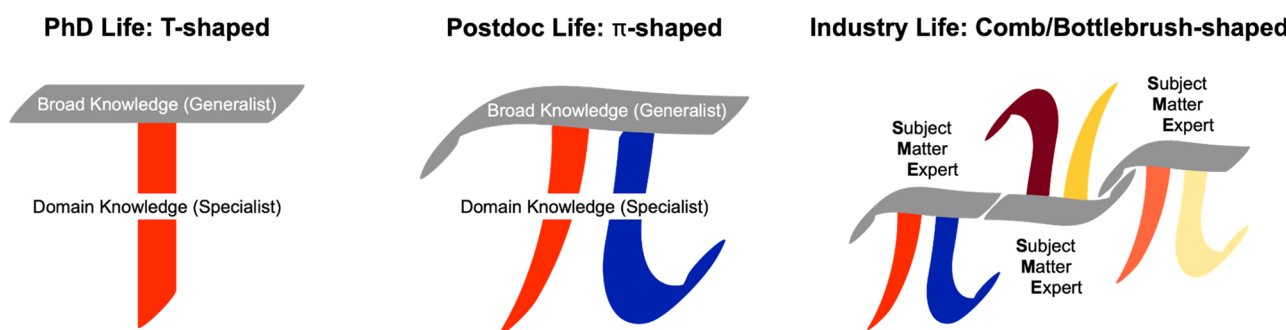 PhD Life: T-shaped
Broad Knowledge (Generalist)
Domain Knowledge (Specialist)
Postdoc Life: π-shaped
Broad Knowledge (Generalist)
Domain Knowledge (Specialist)
Industry Life: Comb/Bottlebrush-shaped
Subject
Matter
Expert
Subject
Matter
Expert
Subject
Matter
Expert